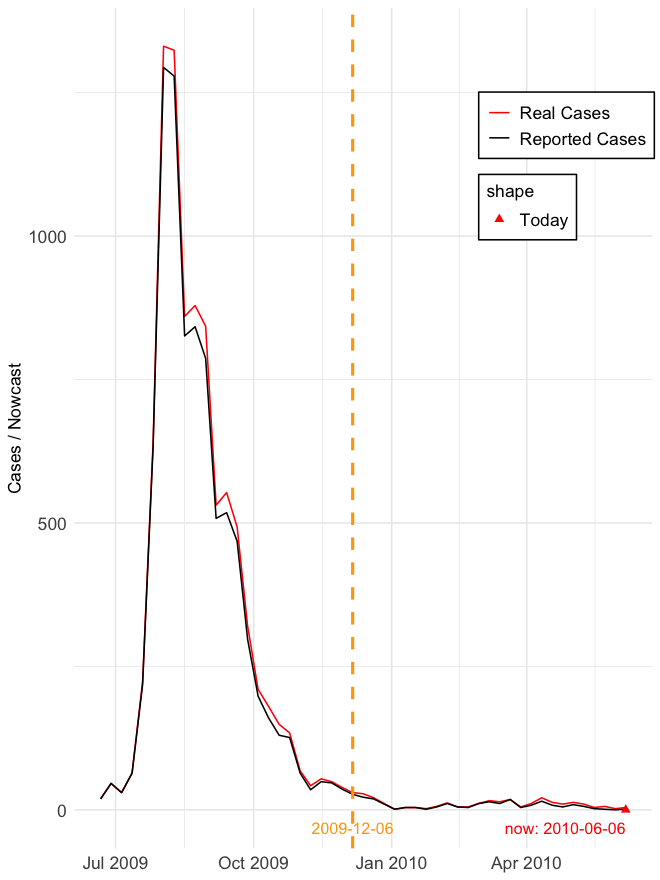 Real Cases
Reported Cases
shape
Today
1000
500
0
Cases / Nowcast
2009-12-06
now: 2010-06-06
Jul 2009
Oct 2009
Jan 2010
Apr 2010